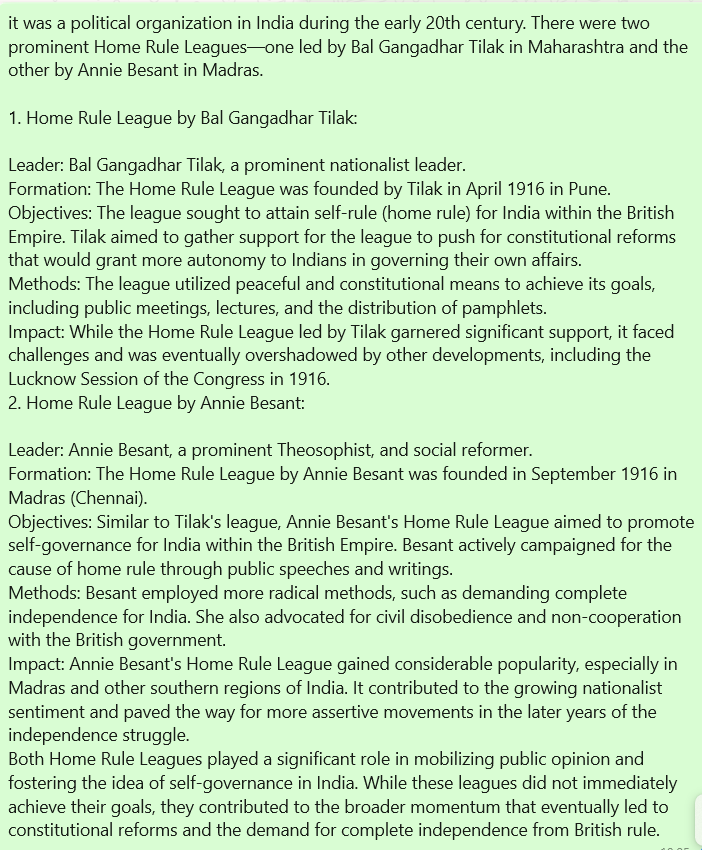 it was a political organization in India during the early 20th century. There were two
prominent Home Rule Leagues—one led by Bal Gangadhar Tilak in Maharashtra and the
other by Annie Besant in Madras.
1. Home Rule League by Bal Gangadhar Tilak:
Leader: Bal Gangadhar Tilak, a prominent nationalist leader.
Formation: The Home Rule League was founded by Tilak in April 1916 in Pune.
Objectives: The league sought to attain self-rule (home rule) for India within the British
Empire. Tilak aimed to gather support for the league to push for constitutional reforms
that would grant more autonomy to Indians in governing their own affairs.
Methods: The league utilized peaceful and constitutional means to achieve its goals,
including public meetings, lectures, and the distribution of pamphlets.
Impact: While the Home Rule League led by Tilak garnered significant support, it faced
challenges and was eventually overshadowed by other developments, including the
Lucknow Session of the Congress in 1916.
2. Home Rule League by Annie Besant:
Leader: Annie Besant, a prominent Theosophist, and social reformer.
Formation: The Home Rule League by Annie Besant was founded in September 1916 in
Madras (Chennai).
Objectives: Similar to Tilak's league, Annie Besant's Home Rule League aimed to promote
self-governance for India within the British Empire. Besant actively campaigned for the
cause of home rule through public speeches and writings.
Methods: Besant employed more radical methods, such as demanding complete
independence for India. She also advocated for civil disobedience and non-cooperation
with the British government.
Impact: Annie Besant's Home Rule League gained considerable popularity, especially in
Madras and other southern regions of India. It contributed to the growing nationalist
sentiment and paved the way for more assertive movements in the later years of the
independence struggle.
Both Home Rule Leagues played a significant role in mobilizing public opinion and
fostering the idea of self-governance in India. While these leagues did not immediately
achieve their goals, they contributed to the broader momentum that eventually led to
constitutional reforms and the demand for complete independence from British rule.